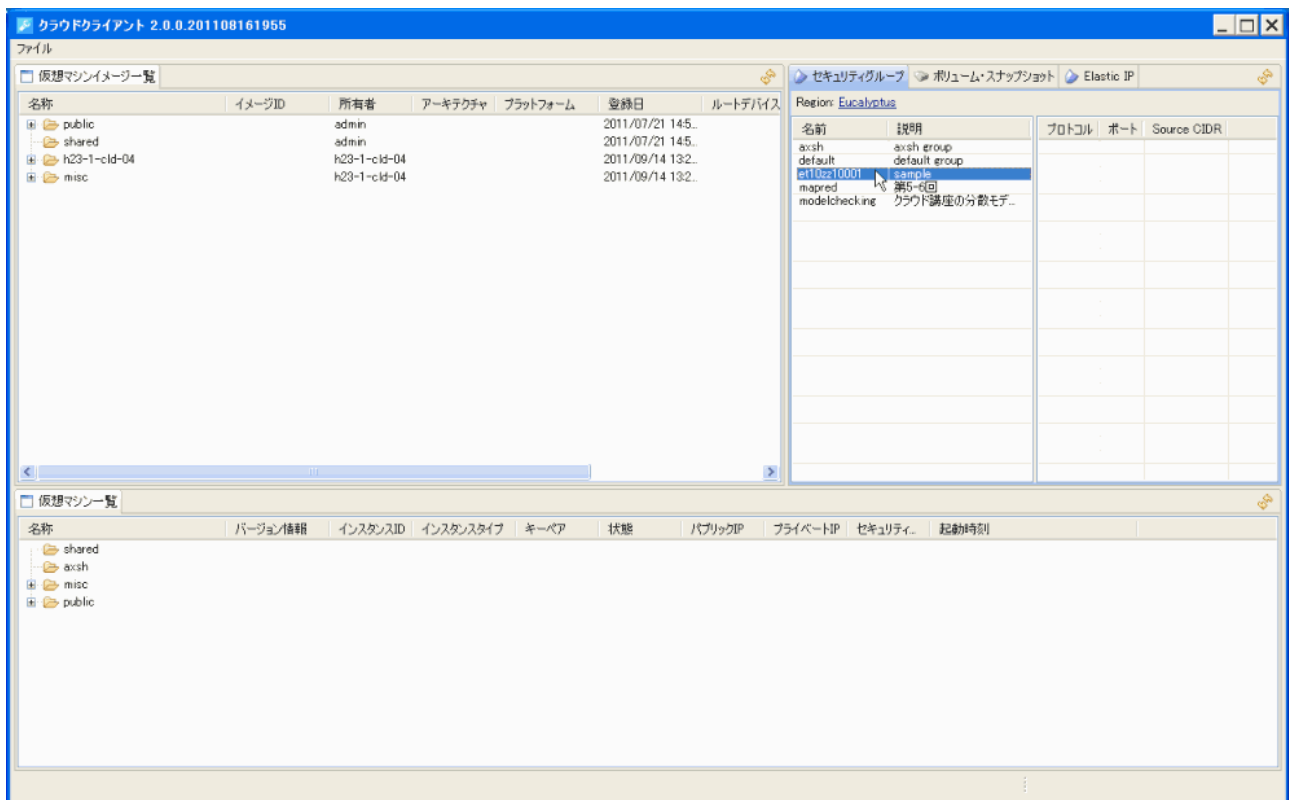 クラウドクライアント 2.0.0.201108161955
ファイル
仮想マシンイメージ一覧
名称 イメージID 所有者 アーキテクチャ プラットフォーム 登録日 ルートデバイス
public admin 2011/07/21 14:5...
shared admin 2011/07/21 14:5...
h23-1-cld-04 h23-1-cld-04 2011/09/14 13:2...
misc h23-1-cld-04 2011/09/14 13:2...
セキュリティグループ ボリューム・スナップショット Elastic IP
Region: Eucalyptus
名前 説明 プロトコル ポート Source CIDR
axsh axsh group
default default group
et10zz10001 sample
mapred 第5-6回
modelchecking クラウド講座の分散モデ...
仮想マシン一覧
名称 バージョン情報 インスタンスID インスタンスタイプ キーペア 状態 パブリックIP プライベートIP セキュリティ... 起動時刻
shared
axsh
misc
public